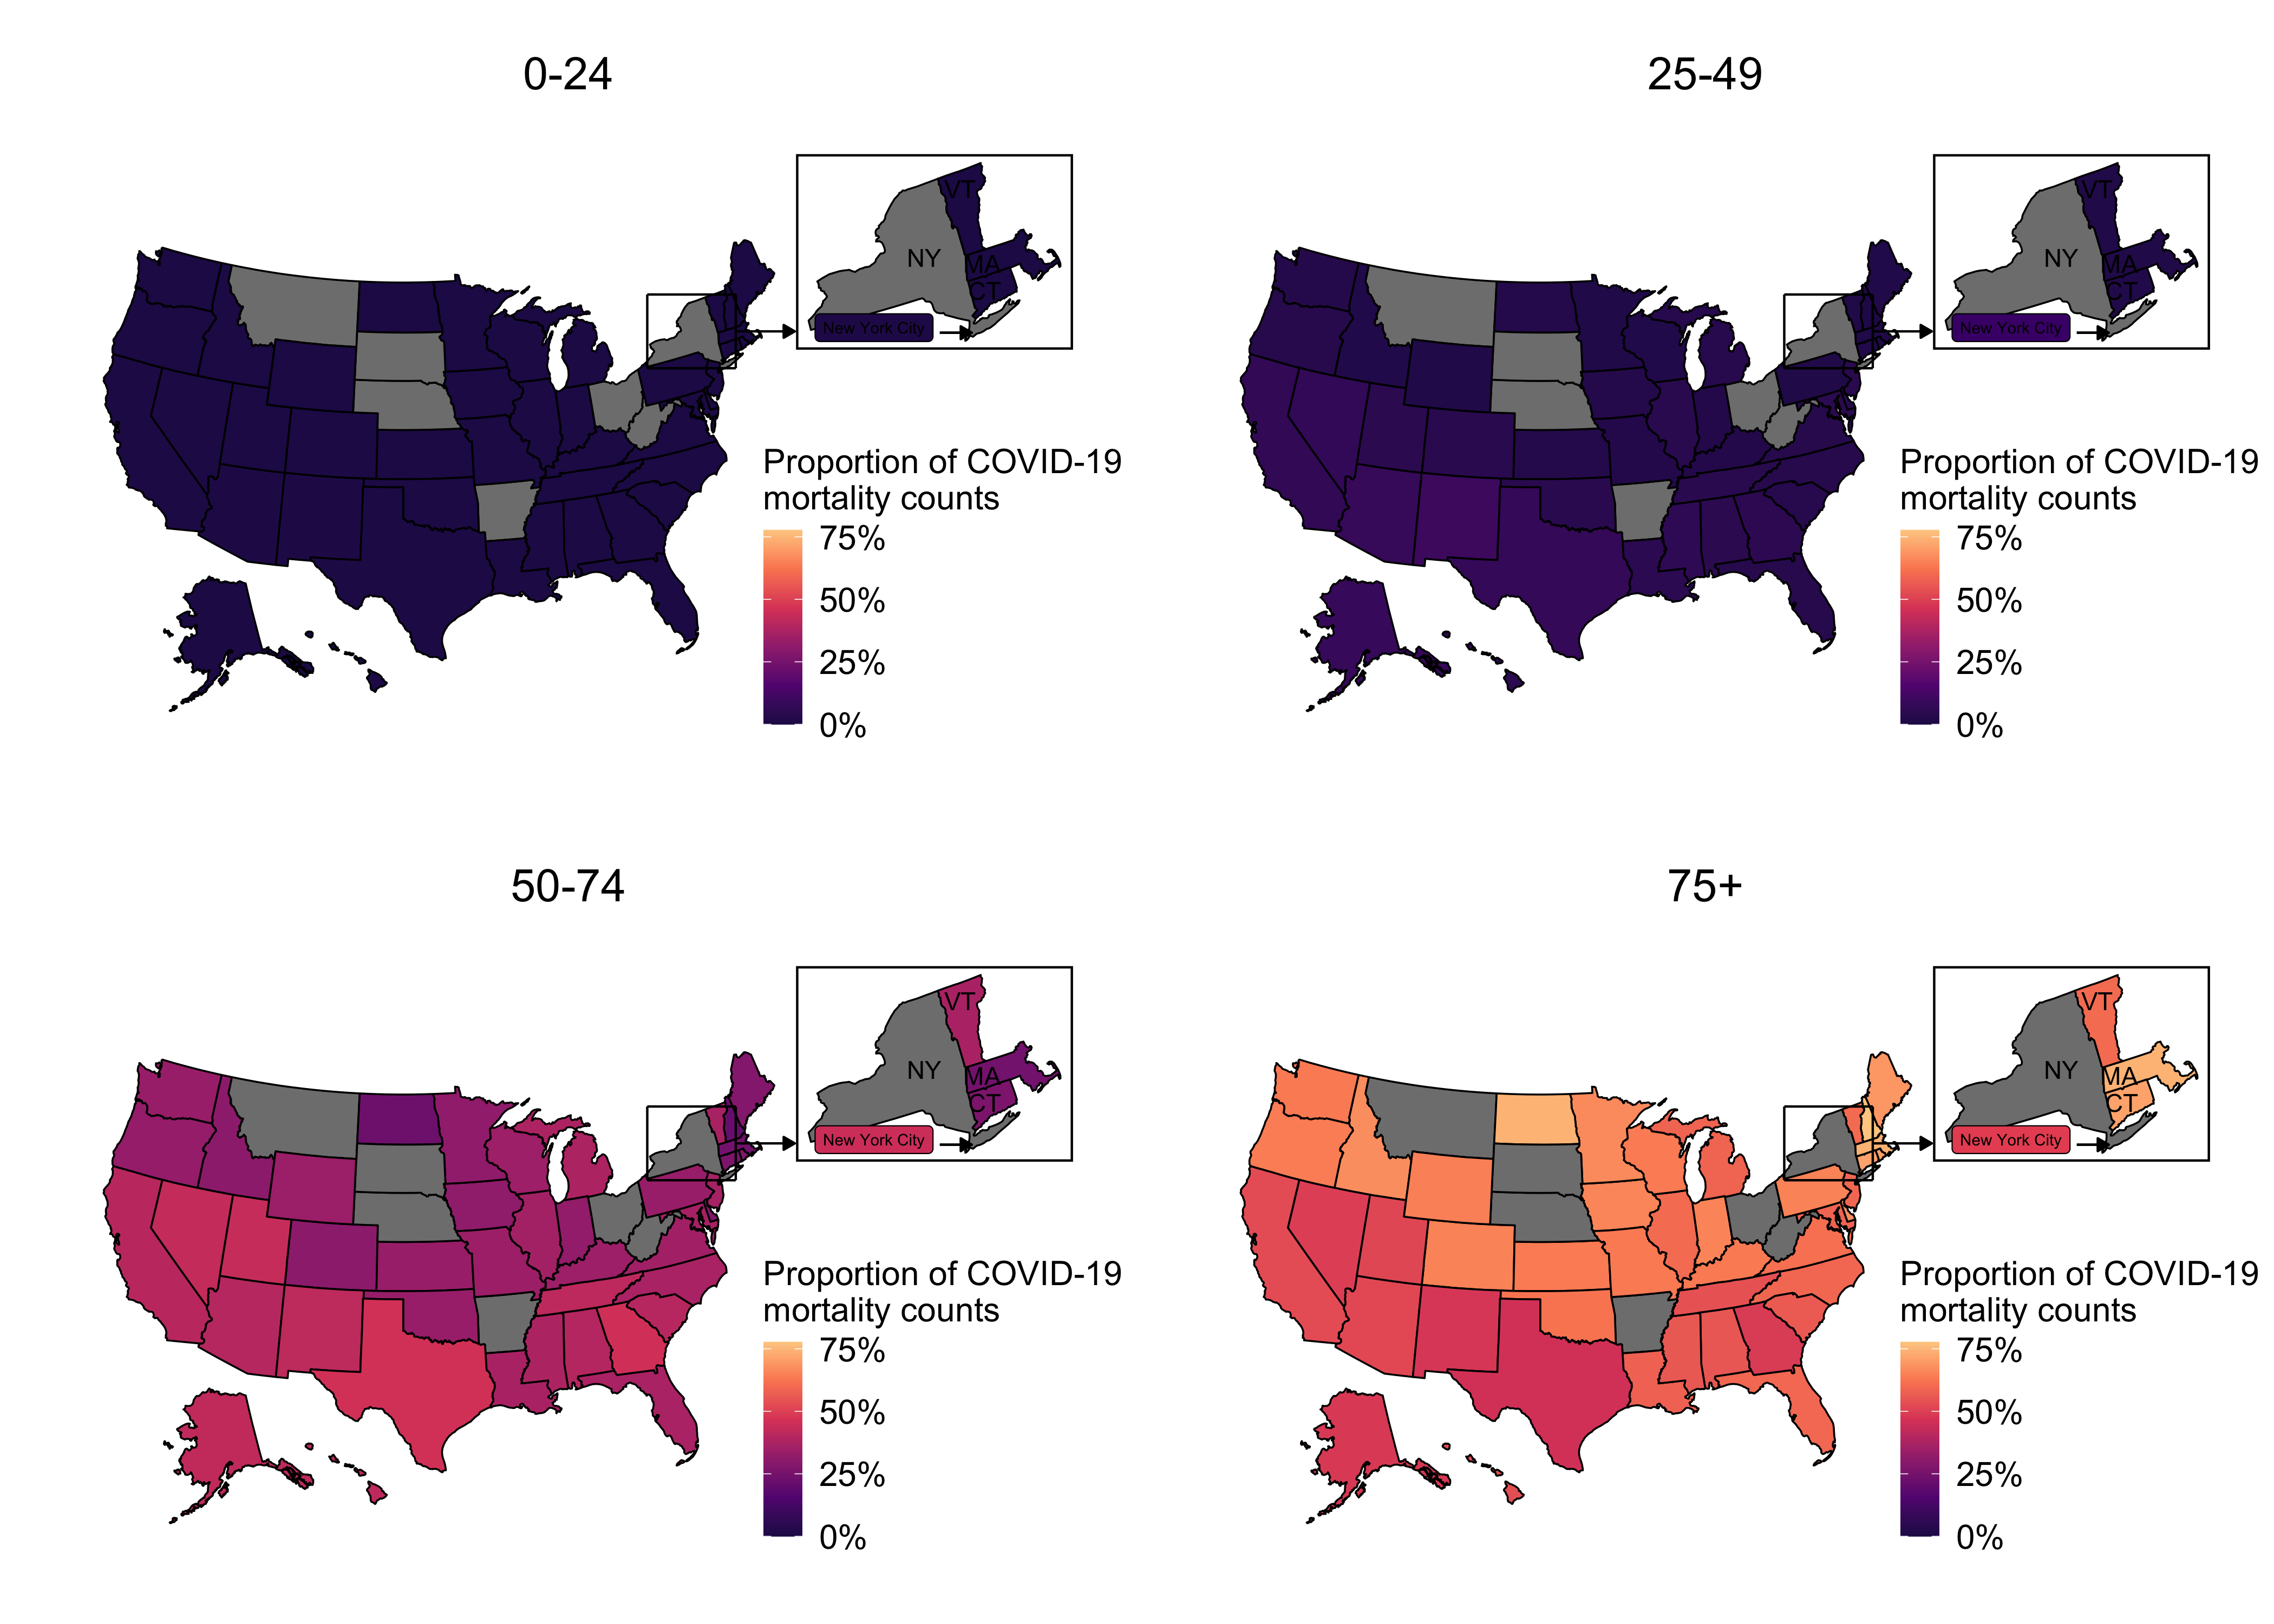 0-24
VT
NY
MA
CT
New York City
Proportion of COVID-19
mortality counts
75%
50%
25%
0%
25-49
VT
NY
MA
CT
New York City
Proportion of COVID-19
mortality counts
75%
50%
25%
0%
50-74
VT
NY
MA
CT
New York City
Proportion of COVID-19
mortality counts
75%
50%
25%
0%
75+
VT
NY
MA
CT
New York City
Proportion of COVID-19
mortality counts
75%
50%
25%
0%